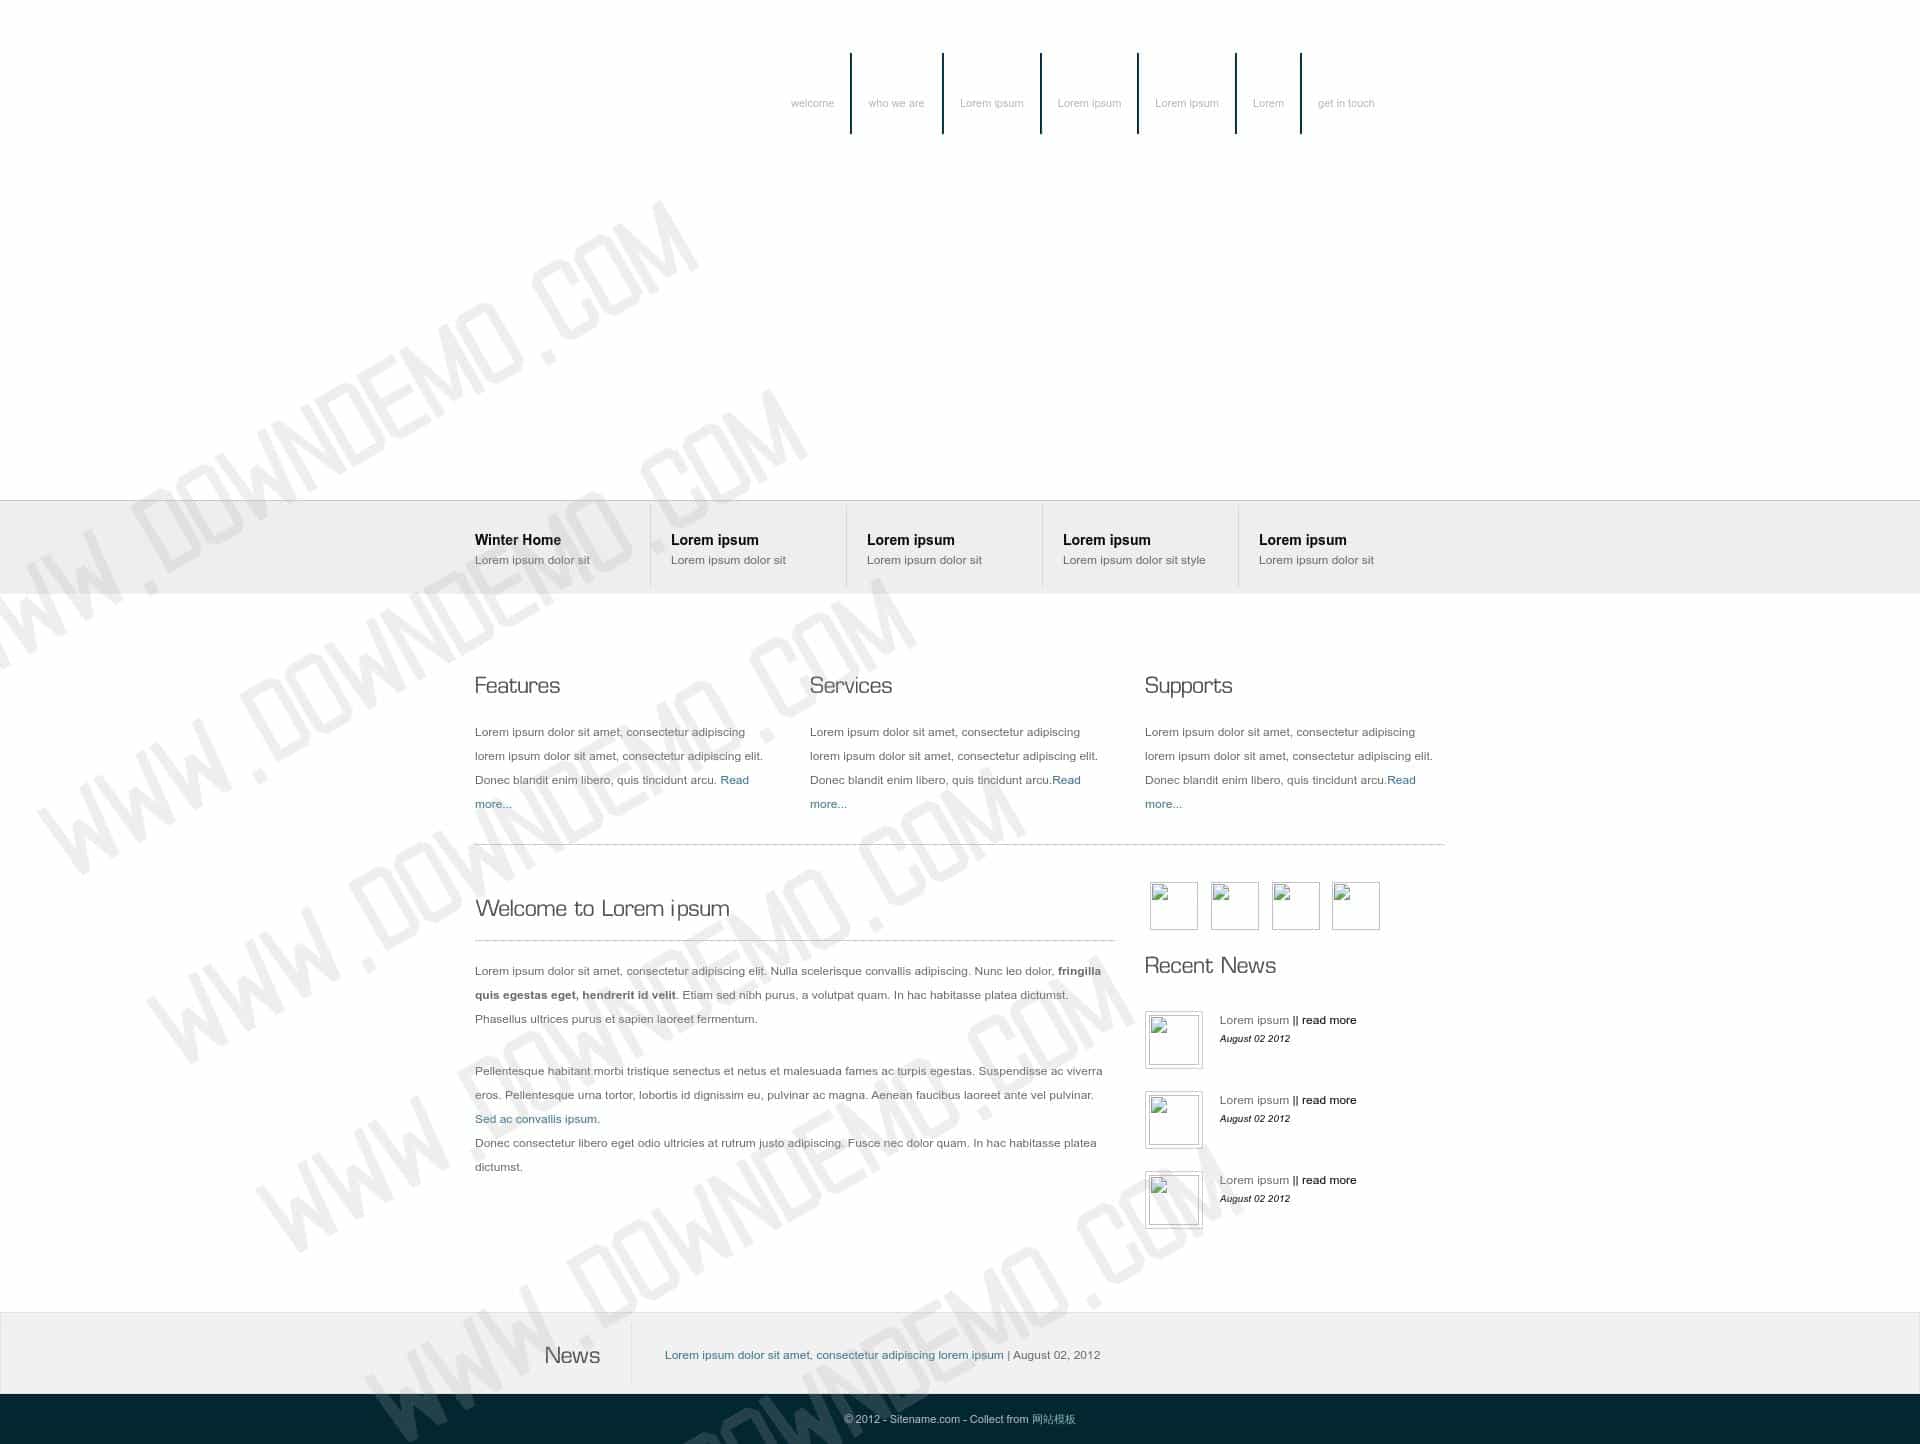 welcome
who we are
Lorem ipsum
Lorem ipsum
Lorem ipsum
Lorem
get in touch
Winter Home
Lorem ipsum dolor sit
Lorem ipsum
Lorem ipsum dolor sit
Lorem ipsum
Lorem ipsum dolor sit
Lorem ipsum
Lorem ipsum dolor sit style
Lorem ipsum
Lorem ipsum dolor sit
Features
Lorem ipsum dolor sit amet, consectetur adipiscing
lorem ipsum dolor sit amet, consectetur adipiscing elit.
Donec blandit enim libero, quis tincidunt arcu. Read
more...
Services
Lorem ipsum dolor sit amet, consectetur adipiscing
lorem ipsum dolor sit amet, consectetur adipiscing elit.
Donec blandit enim libero, quis tincidunt arcu.Read
more...
Supports
Lorem ipsum dolor sit amet, consectetur adipiscing
lorem ipsum dolor sit amet, consectetur adipiscing elit.
Donec blandit enim libero, quis tincidunt arcu.Read
more...
Welcome to Lorem ipsum
Lorem ipsum dolor sit amet, consectetur adipiscing elit. Nulla scelerisque convallis adipiscing. Nunc leo dolor, fringilla
quis egestas eget, hendrerit id velit. Etiam sed nibh purus, a volutpat quam. In hac habitasse platea dictumst.
Phasellus ultrices purus et sapien laoreet fermentum.
Pellentesque habitant morbi tristique senectus et netus et malesuada fames ac turpis egestas. Suspendisse ac viverra
eros. Pellentesque urna tortor, lobortis id dignissim eu, pulvinar ac magna. Aenean faucibus laoreet ante vel pulvinar.
Sed ac convallis ipsum.
Donec consectetur libero eget odio ultricies at rutrum justo adipiscing. Fusce nec dolor quam. In hac habitasse platea
dictumst.
Recent News
Lorem ipsum || read more
August 02 2012
Lorem ipsum || read more
August 02 2012
Lorem ipsum || read more
August 02 2012
News
Lorem ipsum dolor sit amet, consectetur adipiscing lorem ipsum | August 02, 2012
© 2012 - Sitename.com - Collect from 网站模板
WWW.DOWNDEMO.COM
WWW.DOWNDEMO.COM
WWW.DOWNDEMO.COM
WWW.DOWNDEMO.COM
WWW.DOWNDEMO.COM
OWNDEMO.COM